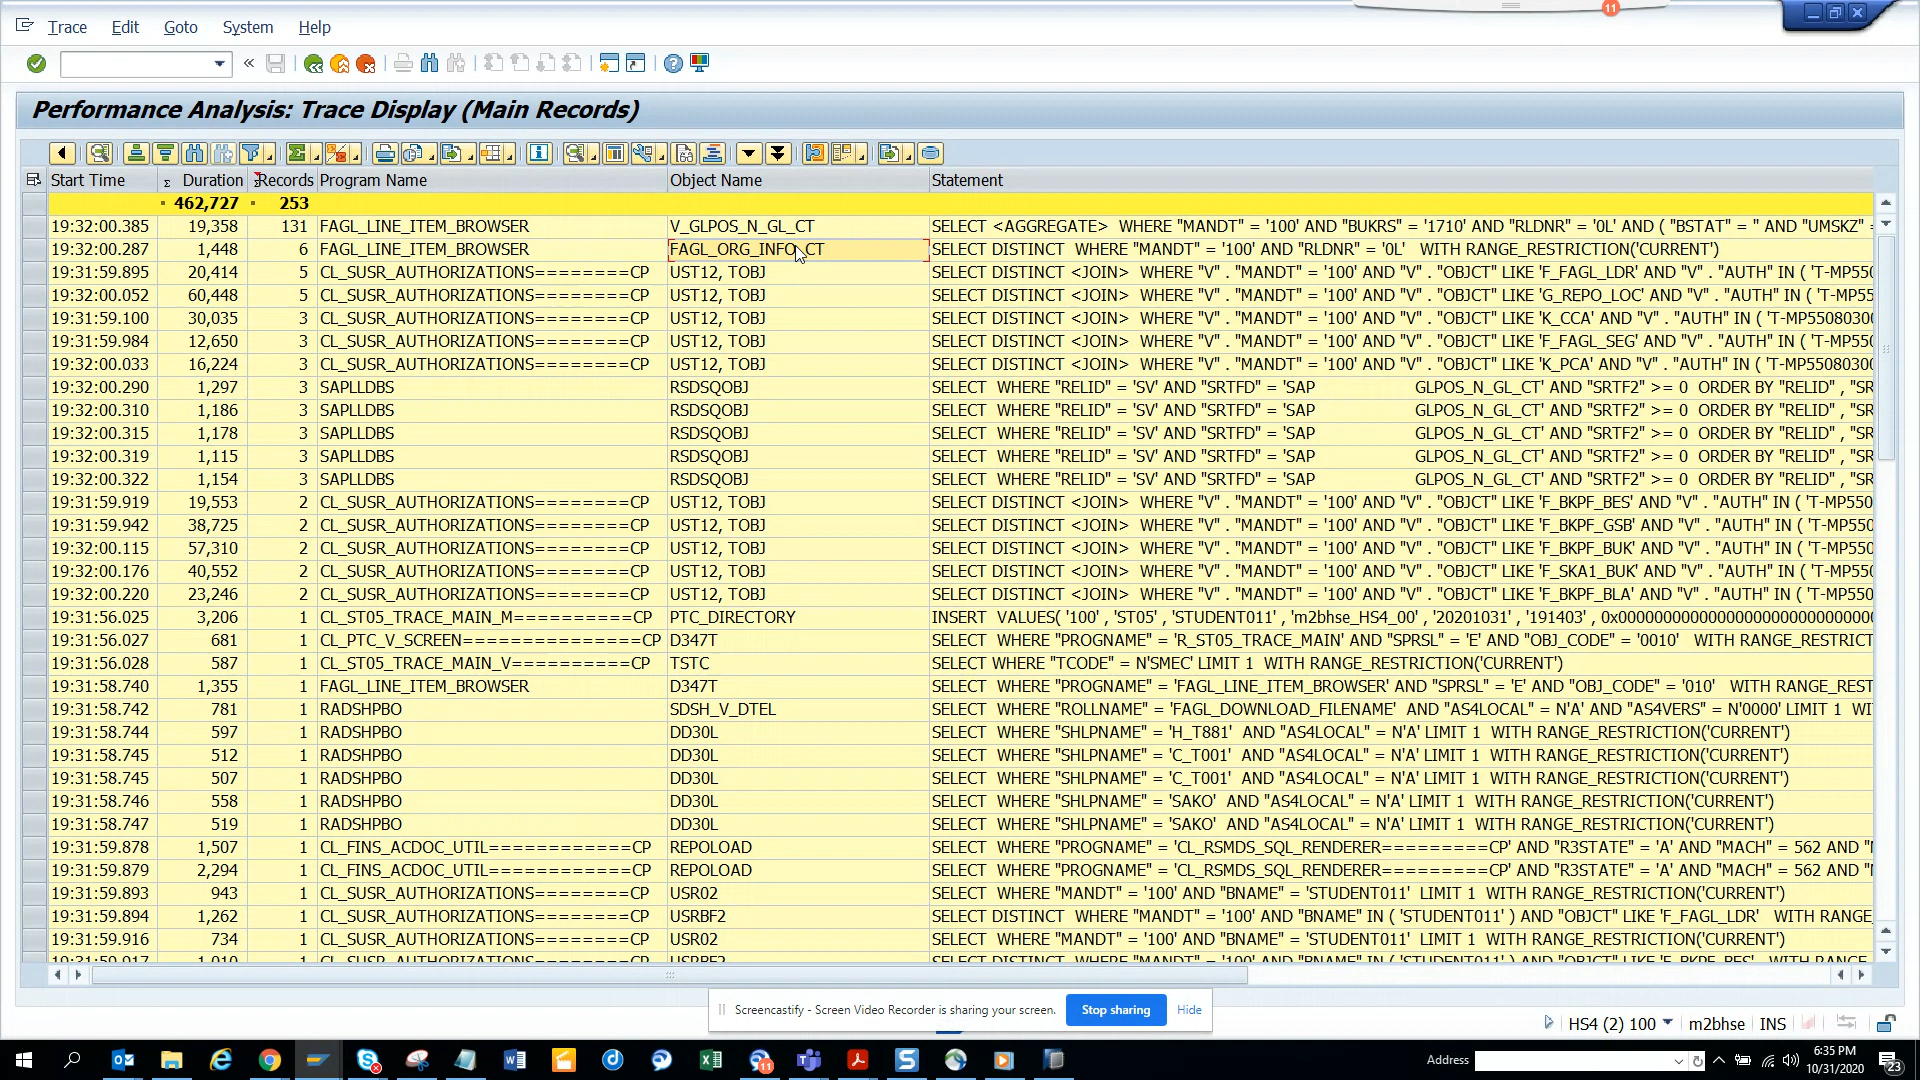 11
Trace Edit Goto System Help
Performance Analysis: Trace Display (Main Records)
Start Time Duration Records Program Name Object Name Statement
462,727 253
19:32:00.385 19,358 131 FAGL_LINE_ITEM_BROWSER V_GLPOS_N_GL_CT SELECT <AGGREGATE> WHERE "MANDT" = '100' AND "BUKRS" = '1710' AND "RLDNR" = '0L' AND ( "BSTAT" = '' AND "UMSKZ" =
19:32:00.287 1,448 6 FAGL_LINE_ITEM_BROWSER FAGL_ORG_INFO_CT SELECT DISTINCT WHERE "MANDT" = '100' AND "RLDNR" = '0L' WITH RANGE_RESTRICTION('CURRENT')
19:31:59.895 20,414 5 CL_SUSR_AUTHORIZATIONS========CP UST12, TOBJ SELECT DISTINCT <JOIN> WHERE "V" . "MANDT" = '100' AND "V" . "OBJCT" LIKE 'F_FAGL_LDR' AND "V" . "AUTH" IN ( 'T-MP550
19:32:00.052 60,448 5 CL_SUSR_AUTHORIZATIONS========CP UST12, TOBJ SELECT DISTINCT <JOIN> WHERE "V" . "MANDT" = '100' AND "V" . "OBJCT" LIKE 'G_REPO_LOC' AND "V" . "AUTH" IN ( 'T-MP55
19:31:59.100 30,035 3 CL_SUSR_AUTHORIZATIONS========CP UST12, TOBJ SELECT DISTINCT <JOIN> WHERE "V" . "MANDT" = '100' AND "V" . "OBJCT" LIKE 'K_CCA' AND "V" . "AUTH" IN ( 'T-MP55080300
19:31:59.984 12,650 3 CL_SUSR_AUTHORIZATIONS========CP UST12, TOBJ SELECT DISTINCT <JOIN> WHERE "V" . "MANDT" = '100' AND "V" . "OBJCT" LIKE 'F_FAGL_SEG' AND "V" . "AUTH" IN ( 'T-MP550
19:32:00.033 16,224 3 CL_SUSR_AUTHORIZATIONS========CP UST12, TOBJ SELECT DISTINCT <JOIN> WHERE "V" . "MANDT" = '100' AND "V" . "OBJCT" LIKE 'K_PCA' AND "V" . "AUTH" IN ( 'T-MP55080300
19:32:00.290 1,297 3 SAPLLDBS RSDSQOBJ SELECT WHERE "RELID" = 'SV' AND "SRTFD" = 'SAP GLPOS_N_GL_CT' AND "SRTF2" >= 0 ORDER BY "RELID" , "SR
19:32:00.310 1,186 3 SAPLLDBS RSDSQOBJ SELECT WHERE "RELID" = 'SV' AND "SRTFD" = 'SAP GLPOS_N_GL_CT' AND "SRTF2" >= 0 ORDER BY "RELID" , "SR
19:32:00.315 1,178 3 SAPLLDBS RSDSQOBJ SELECT WHERE "RELID" = 'SV' AND "SRTFD" = 'SAP GLPOS_N_GL_CT' AND "SRTF2" >= 0 ORDER BY "RELID" , "SR
19:32:00.319 1,115 3 SAPLLDBS RSDSQOBJ SELECT WHERE "RELID" = 'SV' AND "SRTFD" = 'SAP GLPOS_N_GL_CT' AND "SRTF2" >= 0 ORDER BY "RELID" , "SR
19:32:00.322 1,154 3 SAPLLDBS RSDSQOBJ SELECT WHERE "RELID" = 'SV' AND "SRTFD" = 'SAP GLPOS_N_GL_CT' AND "SRTF2" >= 0 ORDER BY "RELID" , "SR
19:31:59.919 19,553 2 CL_SUSR_AUTHORIZATIONS========CP UST12, TOBJ SELECT DISTINCT <JOIN> WHERE "V" . "MANDT" = '100' AND "V" . "OBJCT" LIKE 'F_BKPF_BES' AND "V" . "AUTH" IN ( 'T-MP550
19:31:59.942 38,725 2 CL_SUSR_AUTHORIZATIONS========CP UST12, TOBJ SELECT DISTINCT <JOIN> WHERE "V" . "MANDT" = '100' AND "V" . "OBJCT" LIKE 'F_BKPF_GSB' AND "V" . "AUTH" IN ( 'T-MP550
19:32:00.115 57,310 2 CL_SUSR_AUTHORIZATIONS========CP UST12, TOBJ SELECT DISTINCT <JOIN> WHERE "V" . "MANDT" = '100' AND "V" . "OBJCT" LIKE 'F_BKPF_BUK' AND "V" . "AUTH" IN ( 'T-MP550
19:32:00.176 40,552 2 CL_SUSR_AUTHORIZATIONS========CP UST12, TOBJ SELECT DISTINCT <JOIN> WHERE "V" . "MANDT" = '100' AND "V" . "OBJCT" LIKE 'F_SKA1_BUK' AND "V" . "AUTH" IN ( 'T-MP550
19:32:00.220 23,246 2 CL_SUSR_AUTHORIZATIONS========CP UST12, TOBJ SELECT DISTINCT <JOIN> WHERE "V" . "MANDT" = '100' AND "V" . "OBJCT" LIKE 'F_BKPF_BLA' AND "V" . "AUTH" IN ( 'T-MP550
19:31:56.025 3,206 1 CL_ST05_TRACE_MAIN_M==========CP PTC_DIRECTORY INSERT VALUES( '100' , 'ST05' , 'STUDENT011' , 'm2bhse_HS4_00' , '20201031' , '191403' , 0x0000000000000000000000000
19:31:56.027 681 1 CL_PTC_V_SCREEN===============CP D347T SELECT WHERE "PROGNAME" = 'R_ST05_TRACE_MAIN' AND "SPRSL" = 'E' AND "OBJ_CODE" = '0010' WITH RANGE_RESTRICT
19:31:56.028 587 1 CL_ST05_TRACE_MAIN_V==========CP TSTC SELECT WHERE "TCODE" = N'SMEC' LIMIT 1 WITH RANGE_RESTRICTION('CURRENT')
19:31:58.740 1,355 1 FAGL_LINE_ITEM_BROWSER D347T SELECT WHERE "PROGNAME" = 'FAGL_LINE_ITEM_BROWSER' AND "SPRSL" = 'E' AND "OBJ_CODE" = '010' WITH RANGE_REST
19:31:58.742 781 1 RADSHPBO SDSH_V_DTEL SELECT WHERE "ROLLNAME" = 'FAGL_DOWNLOAD_FILENAME' AND "AS4LOCAL" = N'A' AND "AS4VERS" = N'0000' LIMIT 1 WI
19:31:58.744 597 1 RADSHPBO DD30L SELECT WHERE "SHLPNAME" = 'H_T881' AND "AS4LOCAL" = N'A' LIMIT 1 WITH RANGE_RESTRICTION('CURRENT')
19:31:58.745 512 1 RADSHPBO DD30L SELECT WHERE "SHLPNAME" = 'C_T001' AND "AS4LOCAL" = N'A' LIMIT 1 WITH RANGE_RESTRICTION('CURRENT')
19:31:58.745 507 1 RADSHPBO DD30L SELECT WHERE "SHLPNAME" = 'C_T001' AND "AS4LOCAL" = N'A' LIMIT 1 WITH RANGE_RESTRICTION('CURRENT')
19:31:58.746 558 1 RADSHPBO DD30L SELECT WHERE "SHLPNAME" = 'SAKO' AND "AS4LOCAL" = N'A' LIMIT 1 WITH RANGE_RESTRICTION('CURRENT')
19:31:58.747 519 1 RADSHPBO DD30L SELECT WHERE "SHLPNAME" = 'SAKO' AND "AS4LOCAL" = N'A' LIMIT 1 WITH RANGE_RESTRICTION('CURRENT')
19:31:59.878 1,507 1 CL_FINS_ACDOC_UTIL============CP REPOLOAD SELECT WHERE "PROGNAME" = 'CL_RSMDS_SQL_RENDERER=========CP' AND "R3STATE" = 'A' AND "MACH" = 562 AND "
19:31:59.879 2,294 1 CL_FINS_ACDOC_UTIL============CP REPOLOAD SELECT WHERE "PROGNAME" = 'CL_RSMDS_SQL_RENDERER=========CP' AND "R3STATE" = 'A' AND "MACH" = 562 AND "
19:31:59.893 943 1 CL_SUSR_AUTHORIZATIONS========CP USR02 SELECT WHERE "MANDT" = '100' AND "BNAME" = 'STUDENT011' LIMIT 1 WITH RANGE_RESTRICTION('CURRENT')
19:31:59.894 1,262 1 CL_SUSR_AUTHORIZATIONS========CP USRBF2 SELECT DISTINCT WHERE "MANDT" = '100' AND "BNAME" IN ( 'STUDENT011' ) AND "OBJCT" LIKE 'F_FAGL_LDR' WITH RANGE_
19:31:59.916 734 1 CL_SUSR_AUTHORIZATIONS========CP USR02 SELECT WHERE "MANDT" = '100' AND "BNAME" = 'STUDENT011' LIMIT 1 WITH RANGE_RESTRICTION('CURRENT')
Screencastify - Screen Video Recorder is sharing your screen. Stop sharing Hide
HS4 (2) 100 m2bhse INS
11 Address 6:35 PM
10/31/2020 23